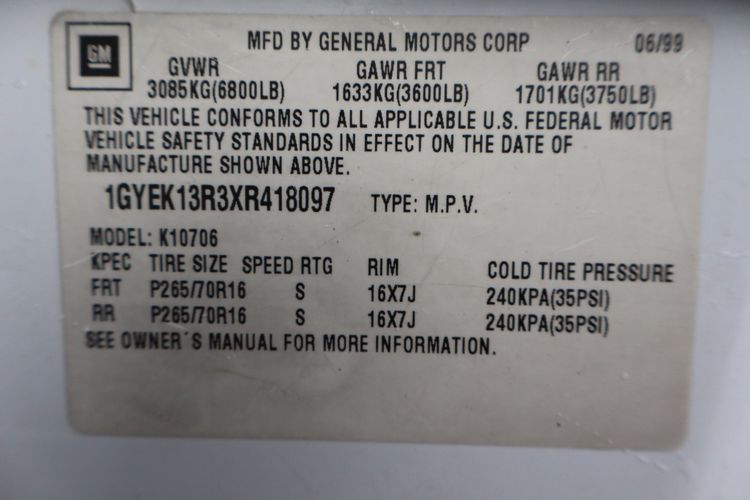 GM
MFD BY GENERAL MOTORS CORP 06/99
GVWR GAWR FRT GAWR RR
3085KG(6800LB) 1633KG(3600LB) 1701KG(3750LB)
THIS VEHICLE CONFORMS TO ALL APPLICABLE U.S. FEDERAL MOTOR
VEHICLE SAFETY STANDARDS IN EFFECT ON THE DATE OF
MANUFACTURE SHOWN ABOVE.
1GYEK13R3XR418097 TYPE: M.P.V.
MODEL: K10706
KPEC TIRE SIZE SPEED RTG RIM COLD TIRE PRESSURE
FRT P265/70R16 S 16X7J 240KPA(35PSI)
RR P265/70R16 S 16X7J 240KPA(35PSI)
SEE OWNER´S MANUAL FOR MORE INFORMATION.